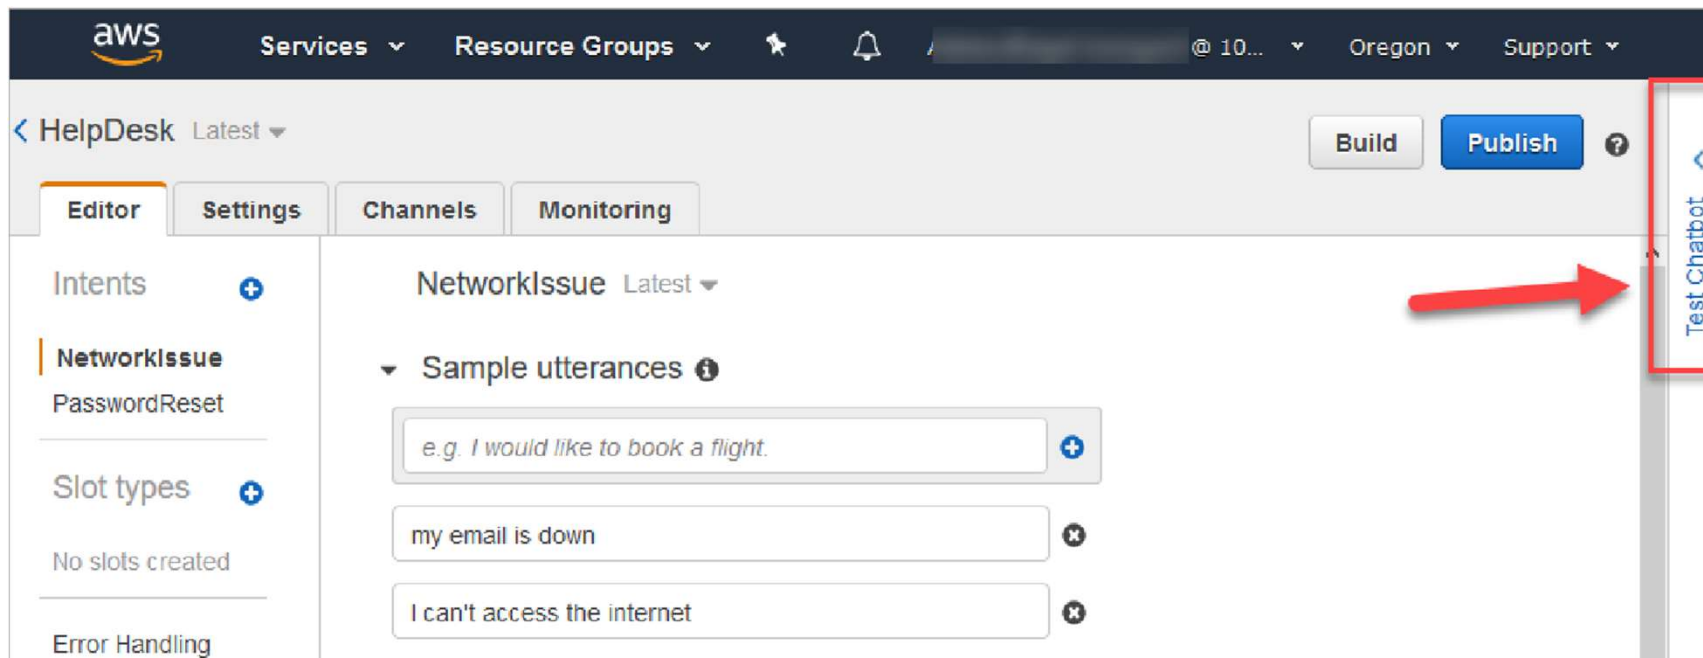 aws Services Resource Groups @ 10... Oregon Support
HelpDesk Latest
Build Publish
Editor Settings Channels Monitoring
Test Chatbot
Intents
NetworkIssue
PasswordReset
Slot types
No slots created
Error Handling
NetworkIssue Latest
Sample utterances
e.g. I would like to book a flight.
my email is down
I can't access the internet